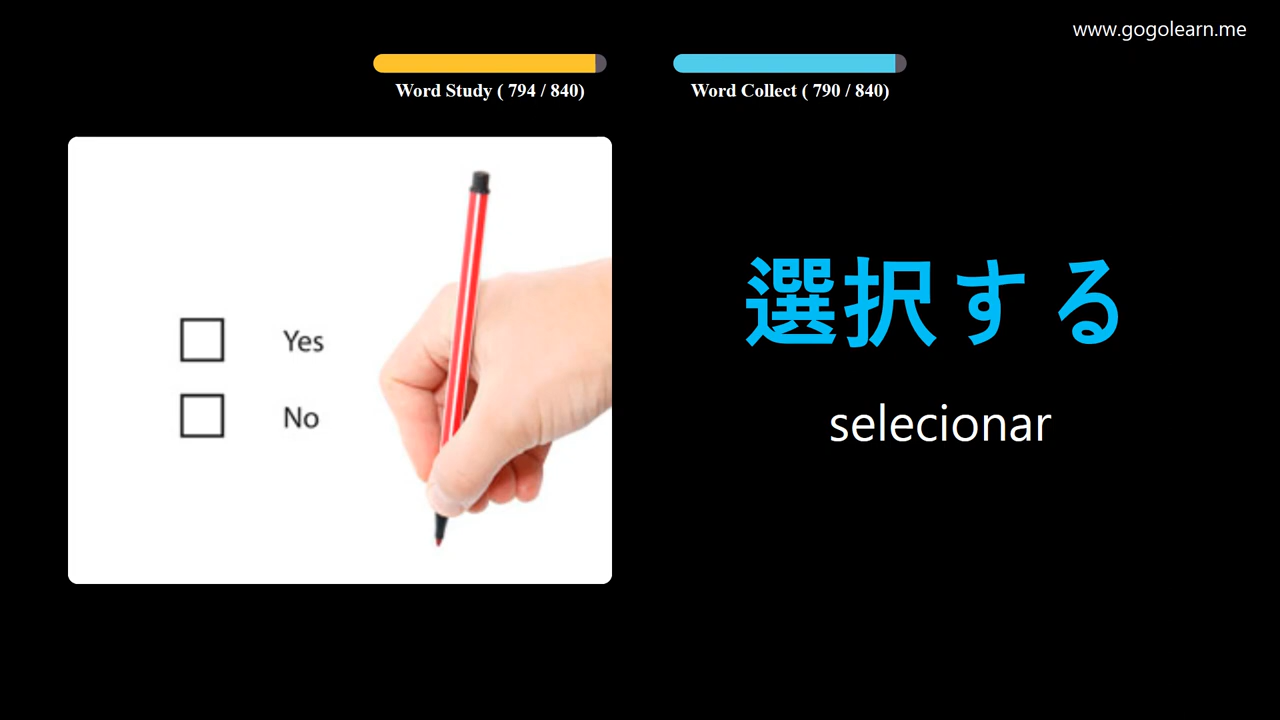 www.gogolearn.me
Word Study ( 794 / 840)
Word Collect ( 790 / 840)
選択する
selecionar
Yes
No